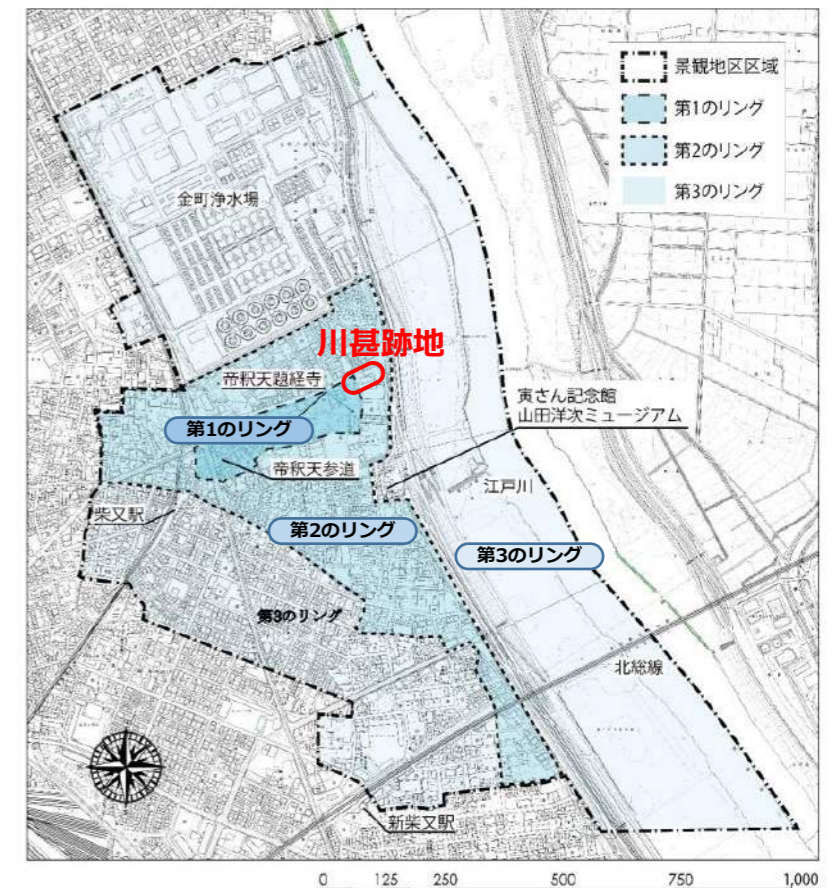 景観地区区域
第1のリング
第2のリング
第3のリング
金町浄水場
川甚跡地
帝釈天題経寺
寅さん記念館
山田洋次ミュージアム
第1のリング
帝釈天参道
江戸川
柴又駅
第2のリング
第3のリング
第3のリング
北総線
新柴又駅
0 125 250 500 750 1,000